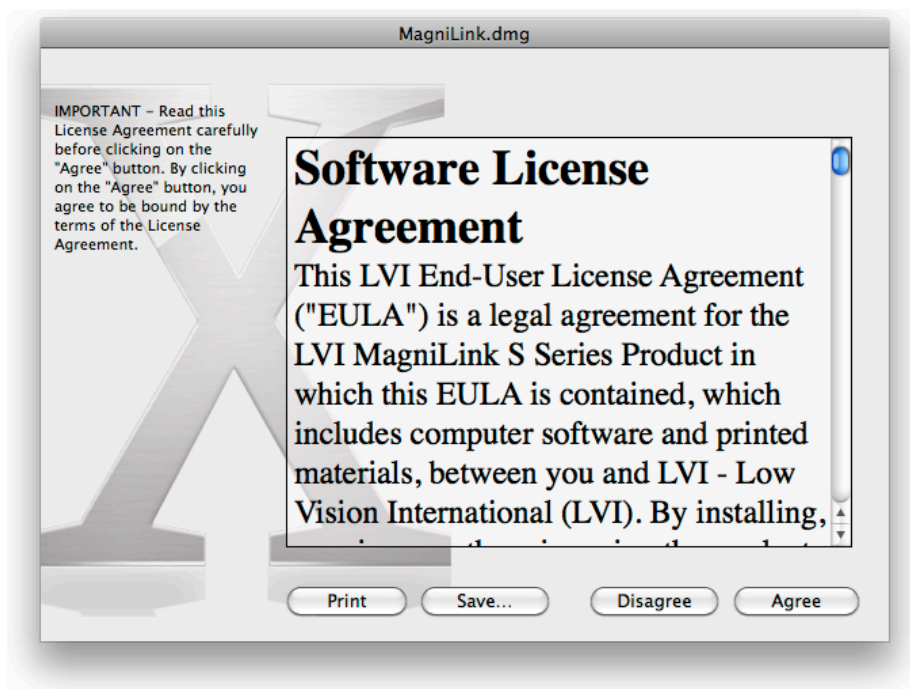 MagniLink.dmg
IMPORTANT – Read this
License Agreement carefully
before clicking on the
"Agree" button. By clicking
on the "Agree" button, you
agree to be bound by the
terms of the License
Agreement.
Software License
Agreement
This LVI End-User License Agreement
("EULA") is a legal agreement for the
LVI MagniLink S Series Product in
which this EULA is contained, which
includes computer software and printed
materials, between you and LVI - Low
Vision International (LVI). By installing,
Print Save... Disagree Agree